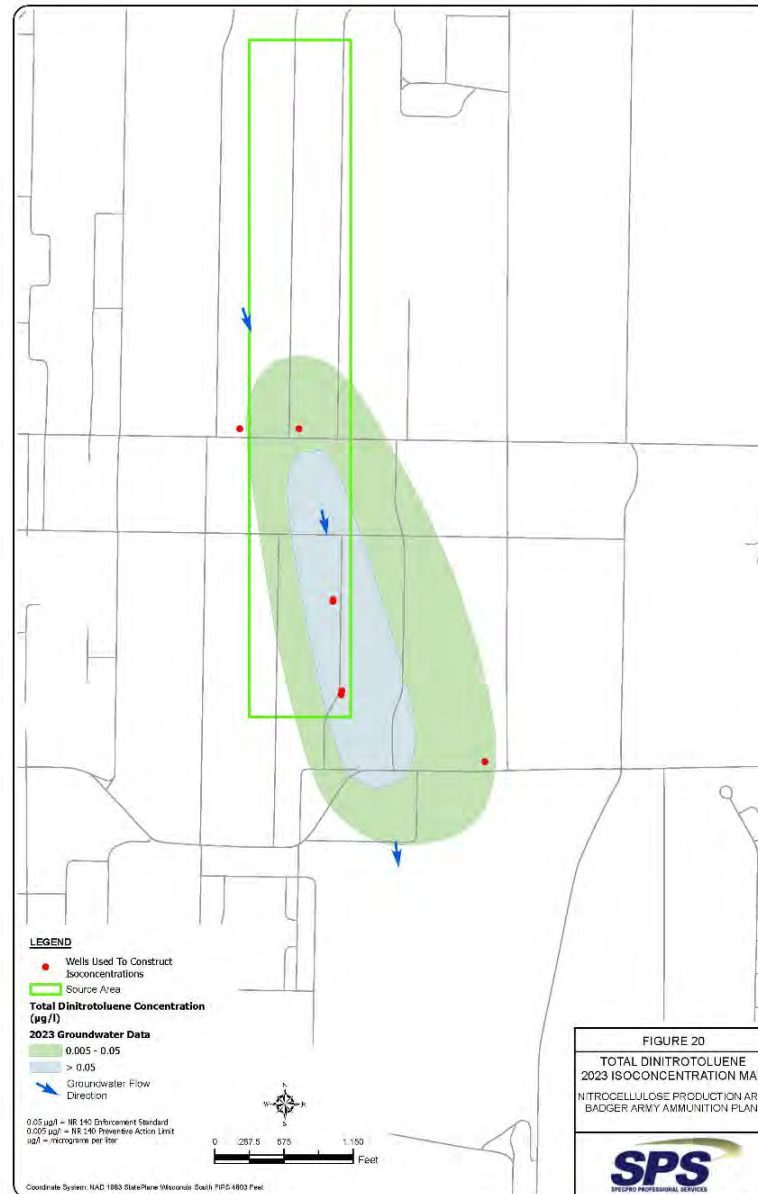 LEGEND
Wells Used To Construct
Isoconcentrations
Source Area
Total Dinitrotoluene Concentration
(µg/l)
2023 Groundwater Data
0.005 - 0.05
> 0.05
Groundwater Flow
Direction
0.05 µg/l = NR 140 Enforcement Standard
0.005 µg/l = NR 140 Preventive Action Limit
µg/l = micrograms per liter
N
W
E
S
0 287.5 575 1,150
Feet
Coordinate System: NAD 1983 StatePlane Wisconsin South FIPS 4803 Feet
FIGURE 20
TOTAL DINITROTOLUENE
2023 ISOCONCENTRATION MA
NITROCELLULOSE PRODUCTION AR
BADGER ARMY AMMUNITION PLAN
SPS
SPECPRO PROFESSIONAL SERVICES